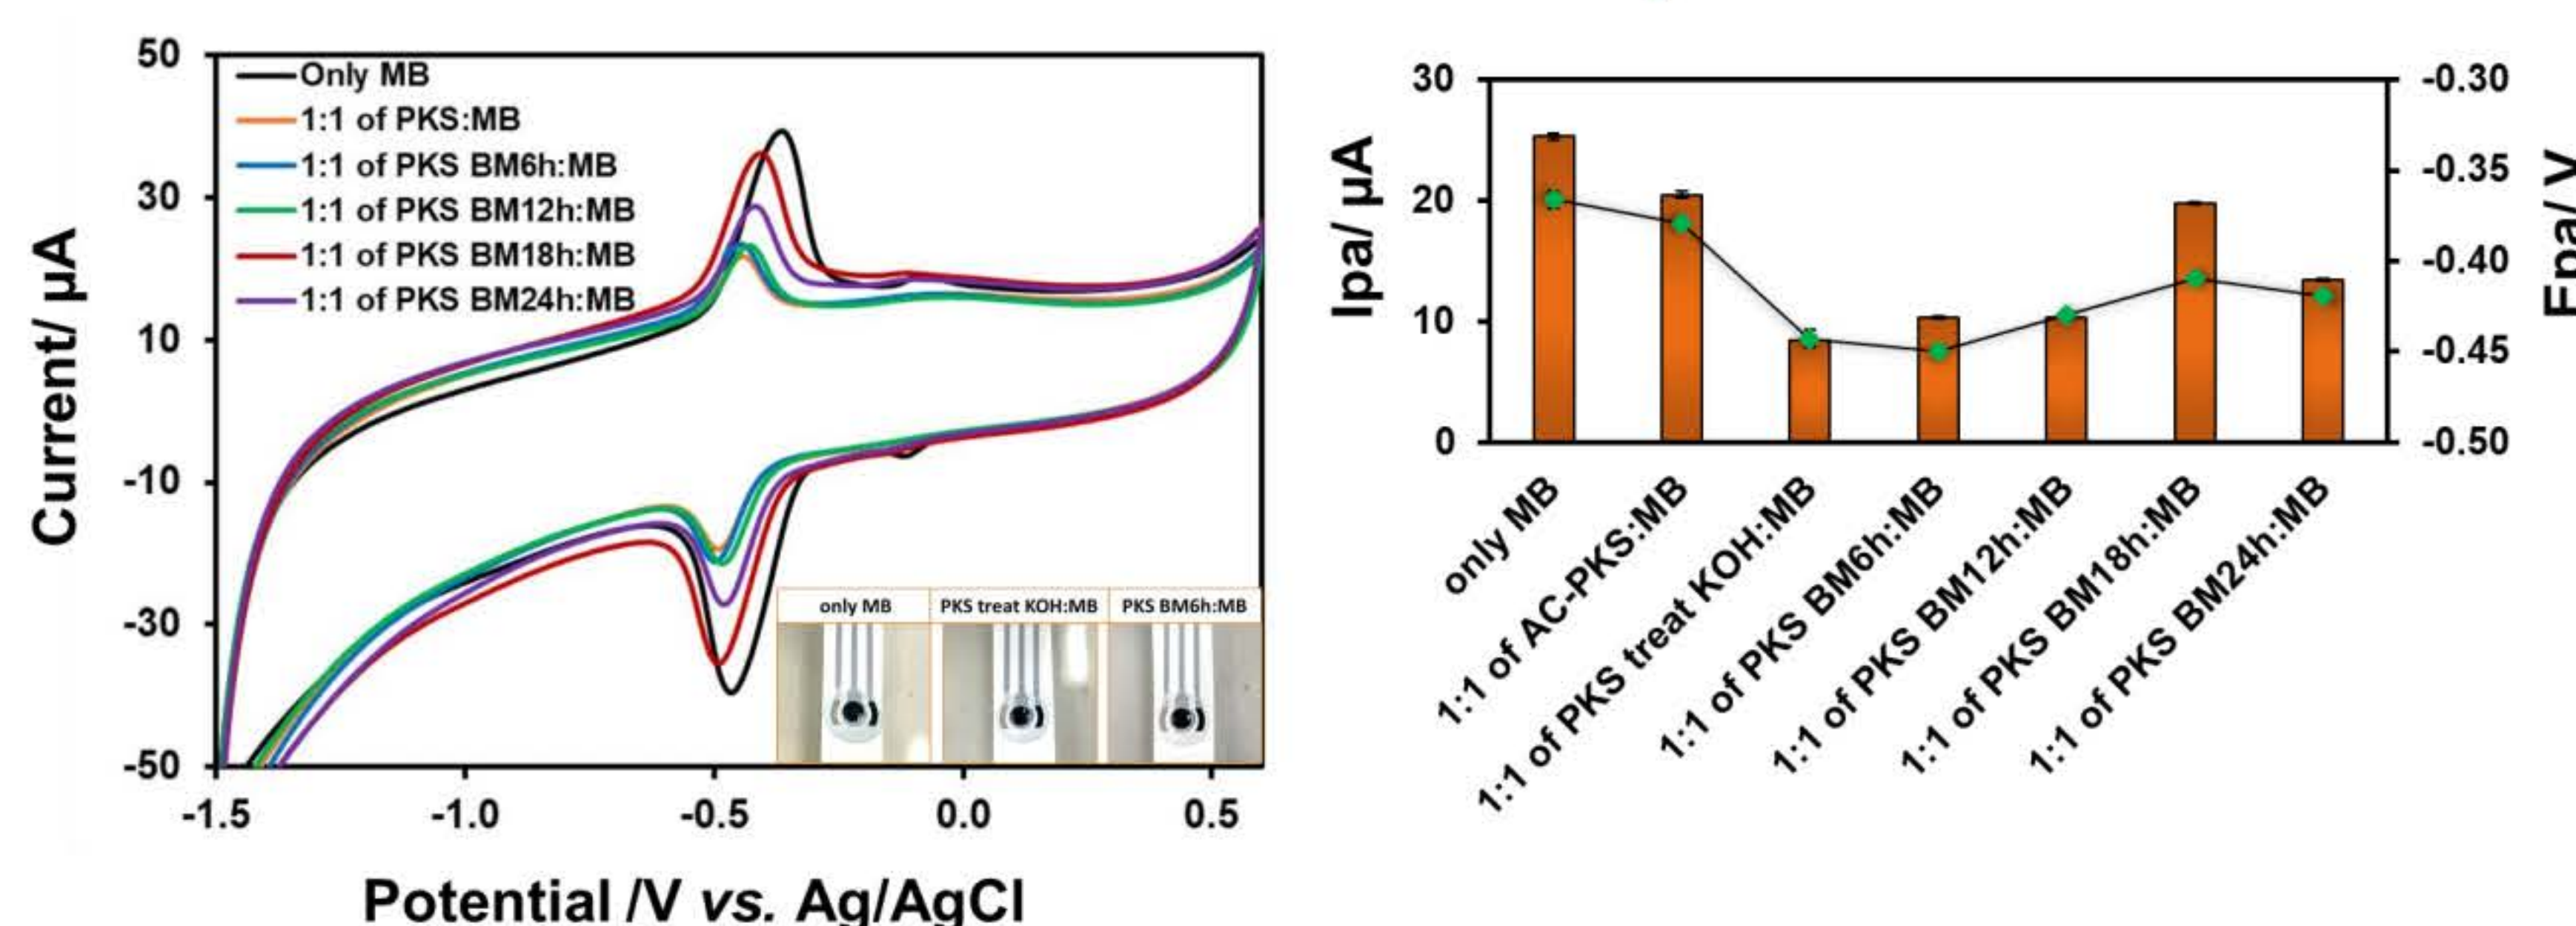 50
30
10
-10
-30
-50
Current/ µA
Only MB
1:1 of PKS:MB
1:1 of PKS BM6h:MB
1:1 of PKS BM12h:MB
1:1 of PKS BM18h:MB
1:1 of PKS BM24h:MB
only MB
PKS treat KOH:MB
PKS BM6h:MB
-1.5
-1.0
-0.5
0.0
0.5
Potential /V vs. Ag/AgCl
30
20
10
0
Ipa/ µA
-0.30
-0.35
-0.40
-0.45
-0.50
Epa/ V
only MB
1:1 of AC-PKS:MB
1:1 of PKS treat KOH:MB
1:1 of PKS BM6h:MB
1:1 of PKS BM12h:MB
1:1 of PKS BM18h:MB
1:1 of PKS BM24h:MB